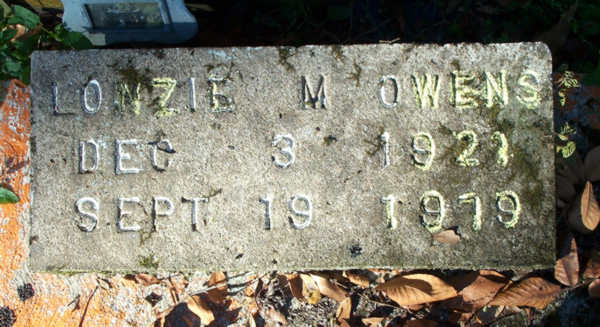 LONZIE M OWENS
DEC 3 1921
SEPT 19 1979